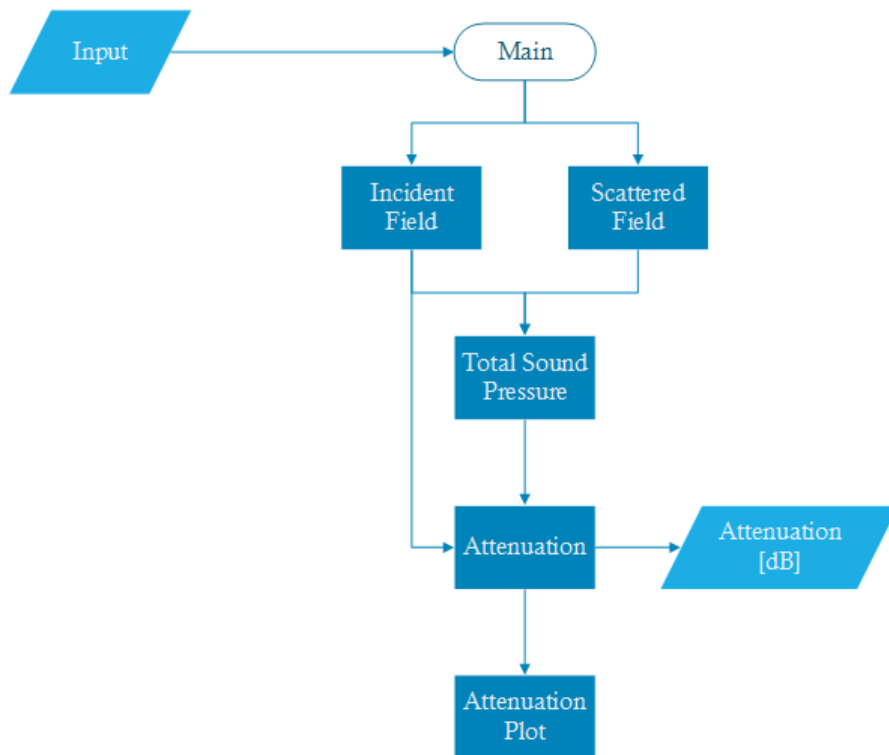 Input
Main
Incident
Field
Scattered
Field
Total Sound
Pressure
Attenuation
Attenuation
[dB]
Attenuation
Plot